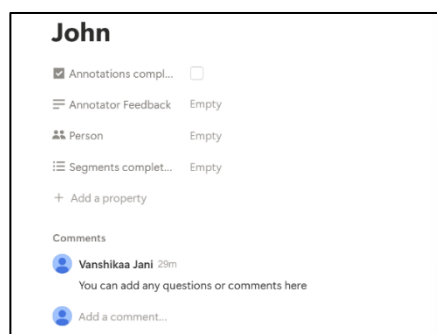 John
Annotations compl...
Annotator Feedback Empty
Person Empty
Segments complet... Empty
+ Add a property
Comments
Vanshikaa Jani 29m
You can add any questions or comments here
Add a comment...